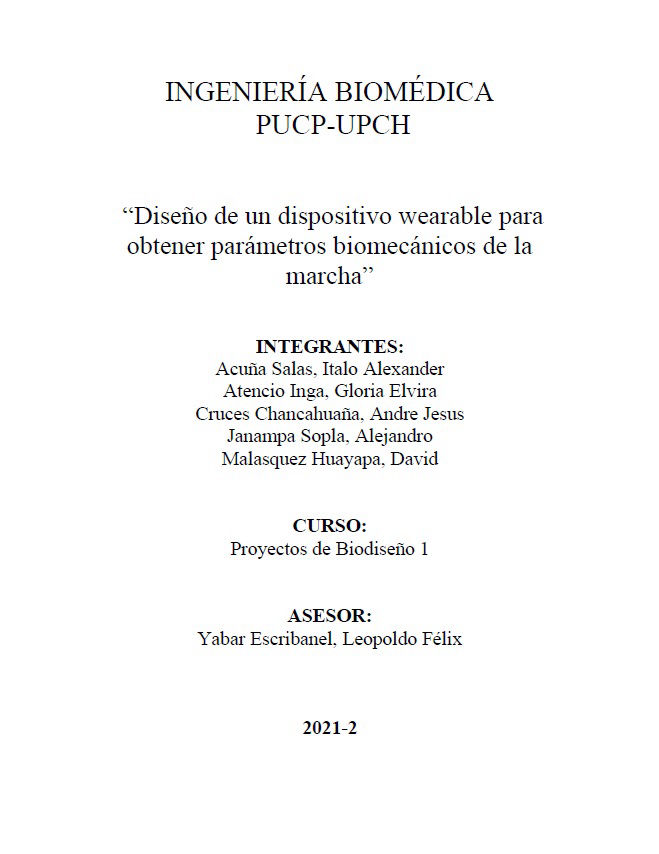 INGENIERÍA BIOMÉDICA
PUCP-UPCH
“Diseño de un dispositivo wearable para
obtener parámetros biomecánicos de la
marcha”
INTEGRANTES:
Acuña Salas, Italo Alexander
Atencio Inga, Gloria Elvira
Cruces Chancahuaña, Andre Jesus
Janampa Sopla, Alejandro
Malasquez Huayapa, David
CURSO:
Proyectos de Biodiseño 1
ASESOR:
Yabar Escribanel, Leopoldo Félix
2021-2